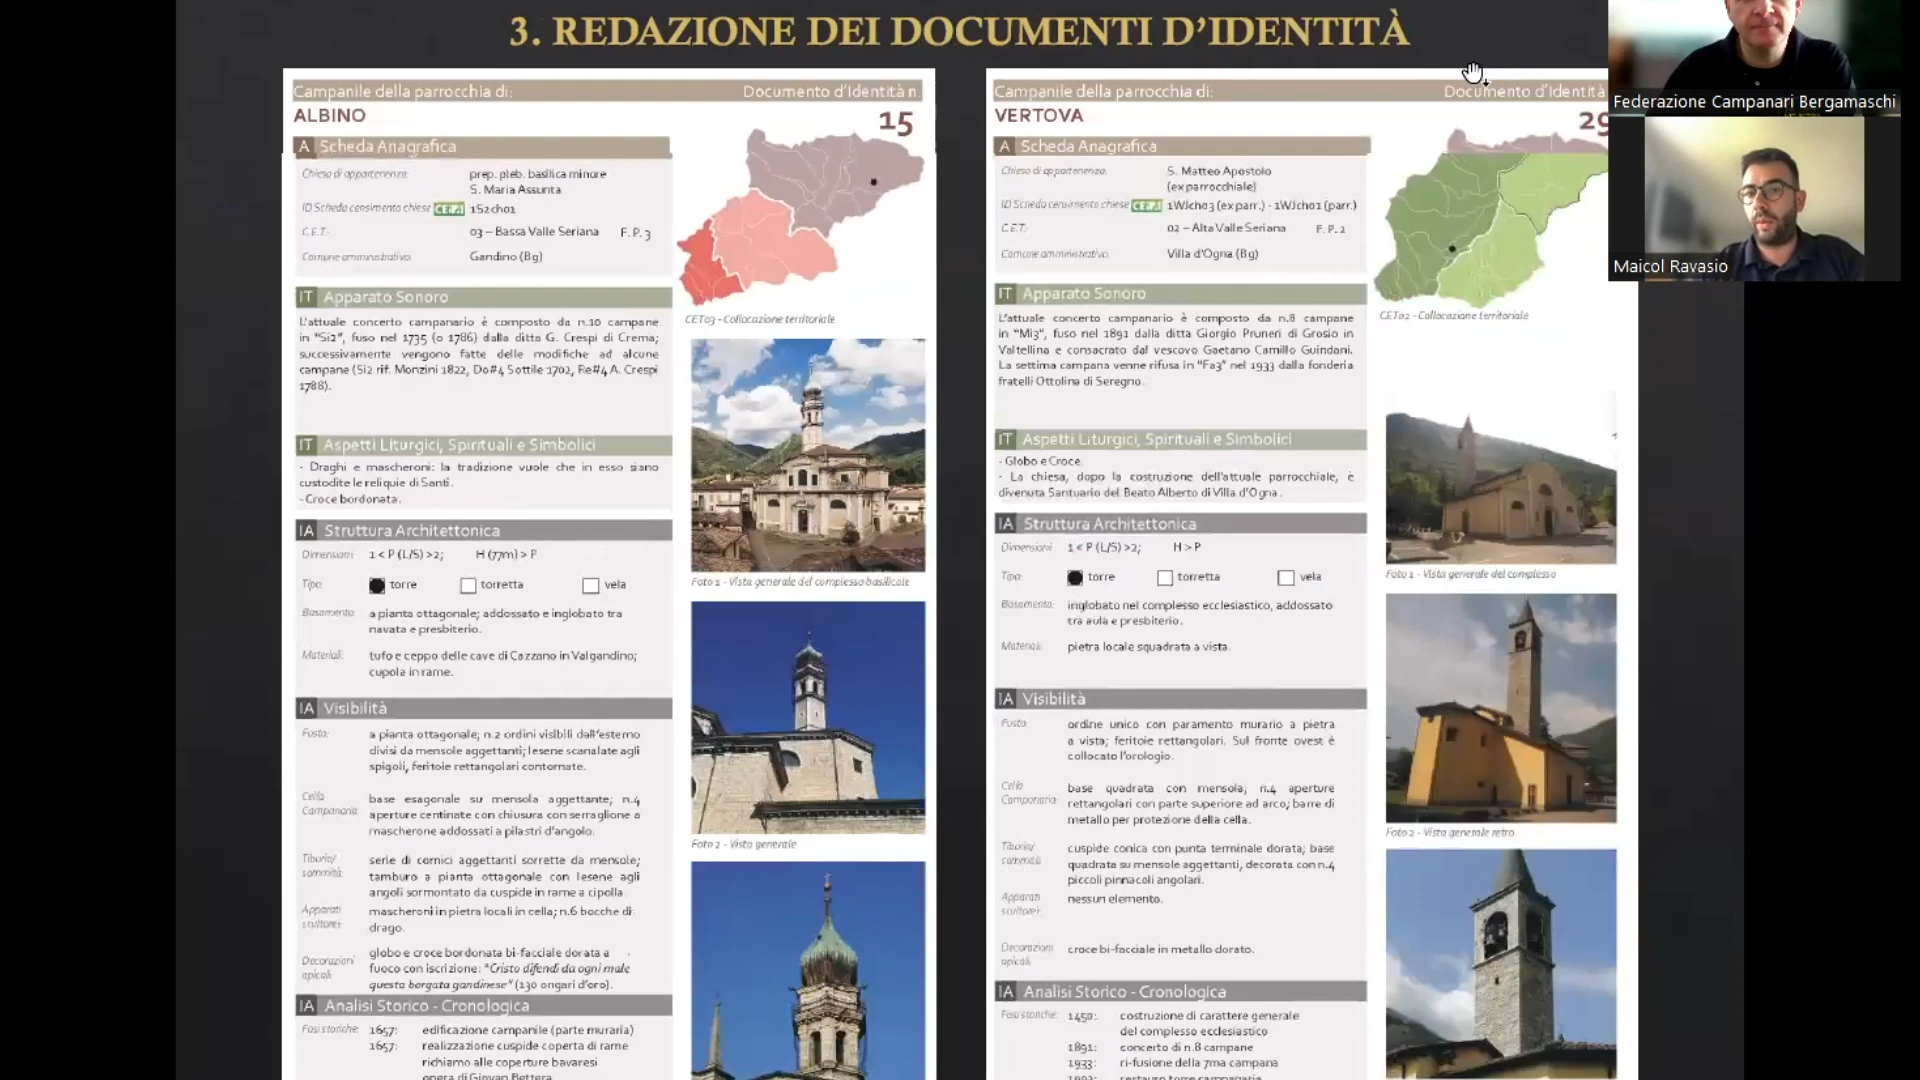 3. REDAZIONE DEI DOCUMENTI D'IDENTITÀ
Campanile della parrocchia di: Documento d'Identità n.
ALBINO 15
A Scheda Anagrafica
Chiesa di appartenenza: prep. pleb. basilica minore
S. Maria Assunta
ID Scheda censimento chiese CEI.A 152ch01
C.E.T.: 03 – Bassa Valle Seriana F. P. 3
Comune amministrativo: Gandino (Bg)
CET03 - Collocazione territoriale
IT Apparato Sonoro
L'attuale concerto campanario è composto da n.10 campane
in "Si2", fuso nel 1735 (o 1786) dalla ditta G. Crespi di Crema;
successivamente vengono fatte delle modifiche ad alcune
campane (Si2 rif. Monzini 1822, Do#4 Sottile 1702, Re#4 A. Crespi
1788).
IT Aspetti Liturgici, Spirituali e Simbolici
- Draghi e mascheroni: la tradizione vuole che in esso siano
custodite le reliquie di Santi.
- Croce bordonata.
IA Struttura Architettonica
Dimensioni: 1 < P (L/S) >2; H (77m) > P
Tipo: torre torretta vela
Basamento: a pianta ottagonale; addossato e inglobato tra
navata e presbiterio.
Materiali: tufo e ceppo delle cave di Cazzano in Valgandino;
cupola in rame.
Foto 1 - Vista generale del complesso basilicale
IA Visibilità
Fusto: a pianta ottagonale; n.2 ordini visibili dall'esterno
divisi da mensole aggettanti; lesene scanalate agli
spigoli, feritoie rettangolari contornate.
Cella Campanaria: base esagonale su mensola aggettante; n.4
aperture centinate con chiusura con serraglione a
mascherone addossati a pilastri d'angolo.
Tiburio/ sommità: serie di cornici aggettanti sorrette da mensole;
tamburo a pianta ottagonale con lesene agli
angoli sormontato da cuspide in rame a cipolla.
Apparati scultorei: mascheroni in pietra locali in cella; n.6 bocche di
drago.
Decorazioni apicali: globo e croce bordonata bi-facciale dorata a
fuoco con iscrizione: "Cristo difendi da ogni male
questa borgata gandinese" (130 ongari d'oro).
Foto 2 - Vista generale
IA Analisi Storico - Cronologica
Fasi storiche: 1657: edificazione campanile (parte muraria)
1657: realizzazione cuspide coperta di rame
richiamo alle coperture bavaresi
opera di Giovan Bettera
Campanile della parrocchia di: Documento d'Identità
VERTOVA 29
A Scheda Anagrafica
Chiesa di appartenenza: S. Matteo Apostolo
(ex parrocchiale)
ID Scheda censimento chiese CEI.A 1WJch03 (ex parr.) - 1WJch01 (parr.)
C.E.T.: 02 – Alta Valle Seriana F. P. 2
Comune amministrativo: Villa d'Ogna (Bg)
CET02 - Collocazione territoriale
IT Apparato Sonoro
L'attuale concerto campanario è composto da n.8 campane
in "Mi3", fuso nel 1891 dalla ditta Giorgio Pruneri di Grosio in
Valtellina e consacrato dal vescovo Gaetano Camillo Guindani.
La settima campana venne rifusa in "Fa3" nel 1933 dalla fonderia
fratelli Ottolina di Seregno.
IT Aspetti Liturgici, Spirituali e Simbolici
- Globo e Croce.
- La chiesa, dopo la costruzione dell'attuale parrocchiale, è
divenuta Santuario del Beato Alberto di Villa d'Ogna.
IA Struttura Architettonica
Dimensioni 1 < P (L/S) >2; H > P
Tipo: torre torretta vela
Basamento: inglobato nel complesso ecclesiastico, addossato
tra aula e presbiterio.
Materiali: pietra locale squadrata a vista.
Foto 1 - Vista generale del complesso
IA Visibilità
Fusto: ordine unico con paramento murario a pietra
a vista; feritoie rettangolari. Sul fronte ovest è
collocato l'orologio.
Cella Campanaria: base quadrata con mensola; n.4 aperture
rettangolari con parte superiore ad arco; barre di
metallo per protezione della cella.
Tiburio/ sommità: cuspide conica con punta terminale dorata; base
quadrata su mensole aggettanti, decorata con n.4
piccoli pinnacoli angolari.
Apparati scultorei: nessun elemento.
Decorazioni apicali: croce bi-facciale in metallo dorato.
Foto 2 - Vista generale retro
IA Analisi Storico - Cronologica
Fasi storiche: 1450: costruzione di carattere generale
del complesso ecclesiastico
1891: concerto di n.8 campane
1933: ri-fusione della 7ma campana
restauro torre campanaria
Federazione Campanari Bergamaschi
Maicol Ravasio